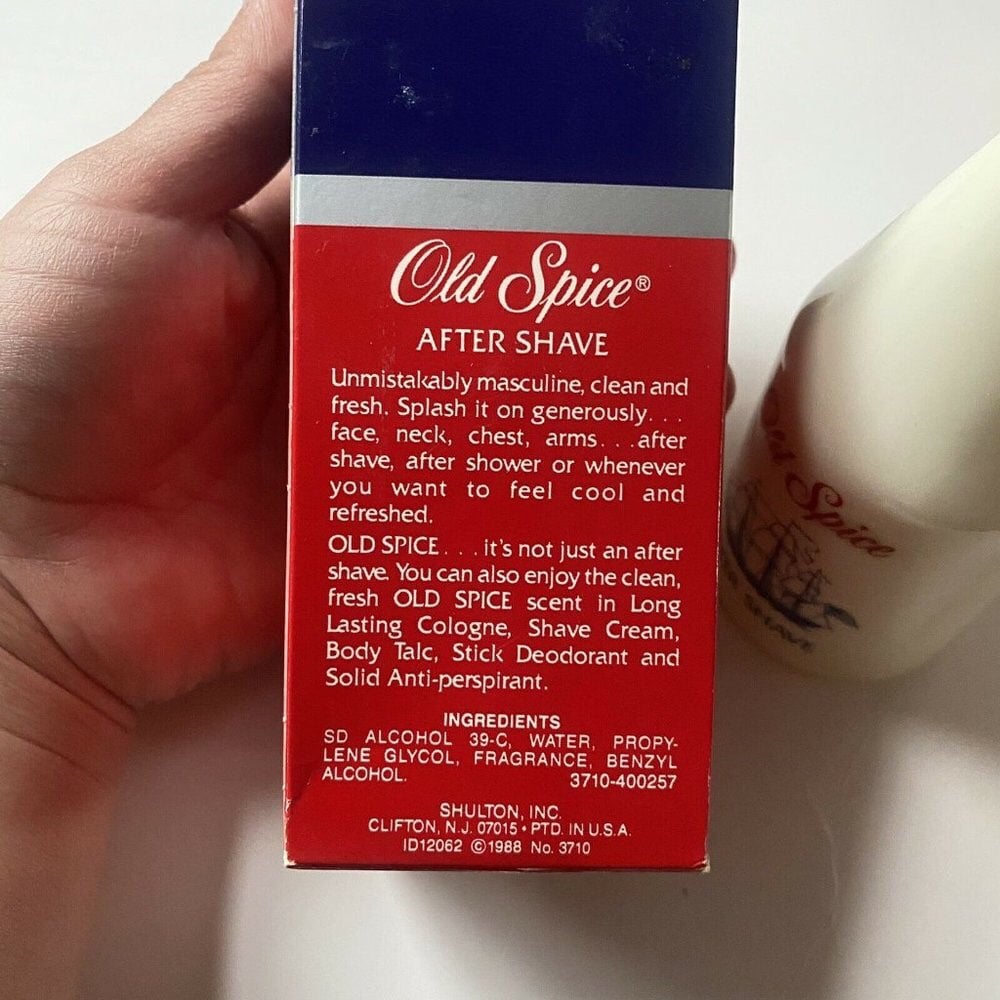 Old Spice®
AFTER SHAVE
Unmistakably masculine, clean and
fresh. Splash it on generously. . .
face, neck, chest, arms. . .after
shave, after shower or whenever
you want to feel cool and
refreshed.
OLD SPICE. . .it's not just an after
shave. You can also enjoy the clean,
fresh OLD SPICE scent in Long
Lasting Cologne, Shave Cream,
Body Talc, Stick Deodorant and
Solid Anti-perspirant.
INGREDIENTS
SD ALCOHOL 39-C, WATER, PROPY-
LENE GLYCOL, FRAGRANCE, BENZYL
ALCOHOL. 3710-400257
SHULTON, INC.
CLIFTON, N.J. 07015 • PTD. IN U.S.A.
ID12062 ©1988 No. 3710
Spice
SHAVE